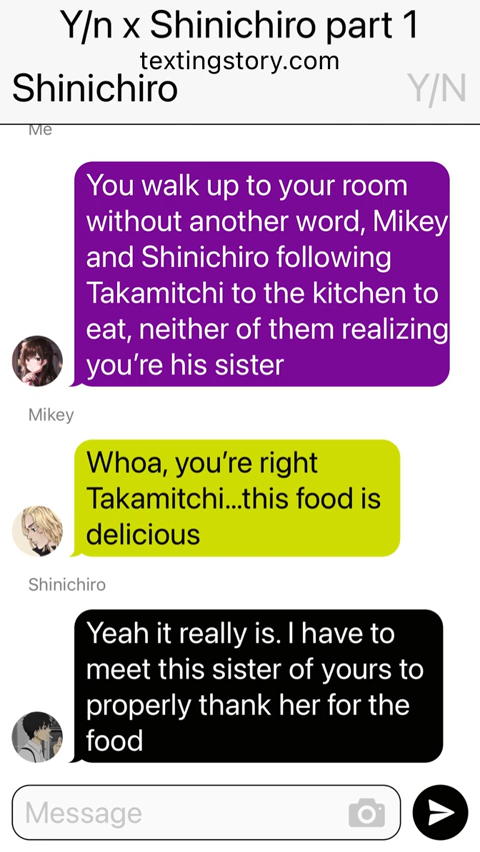 Y/n x Shinichiro part 1
textingstory.com
Shinichiro
Y/N
Me
You walk up to your room
without another word, Mikey
and Shinichiro following
Takamitchi to the kitchen to
eat, neither of them realizing
you’re his sister
Mikey
Whoa, you’re right
Takamitchi...this food is
delicious
Shinichiro
Yeah it really is. I have to
meet this sister of yours to
properly thank her for the
food
Message